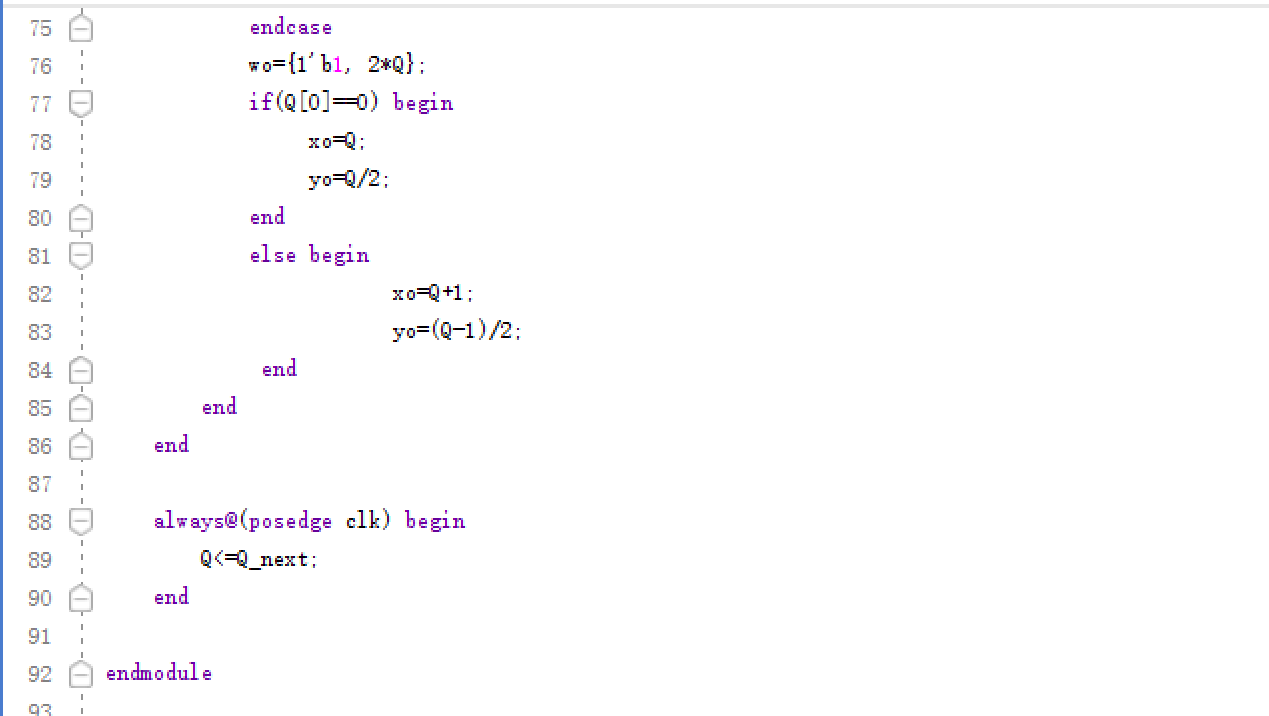 75 endcase
76 wo={1'b1, 2*Q};
77 if(Q[0]==0) begin
78 xo=Q;
79 yo=Q/2;
80 end
81 else begin
82 xo=Q+1;
83 yo=(Q-1)/2;
84 end
85 end
86 end
87
88 always@(posedge clk) begin
89 Q<=Q_next;
90 end
91
92 endmodule
93